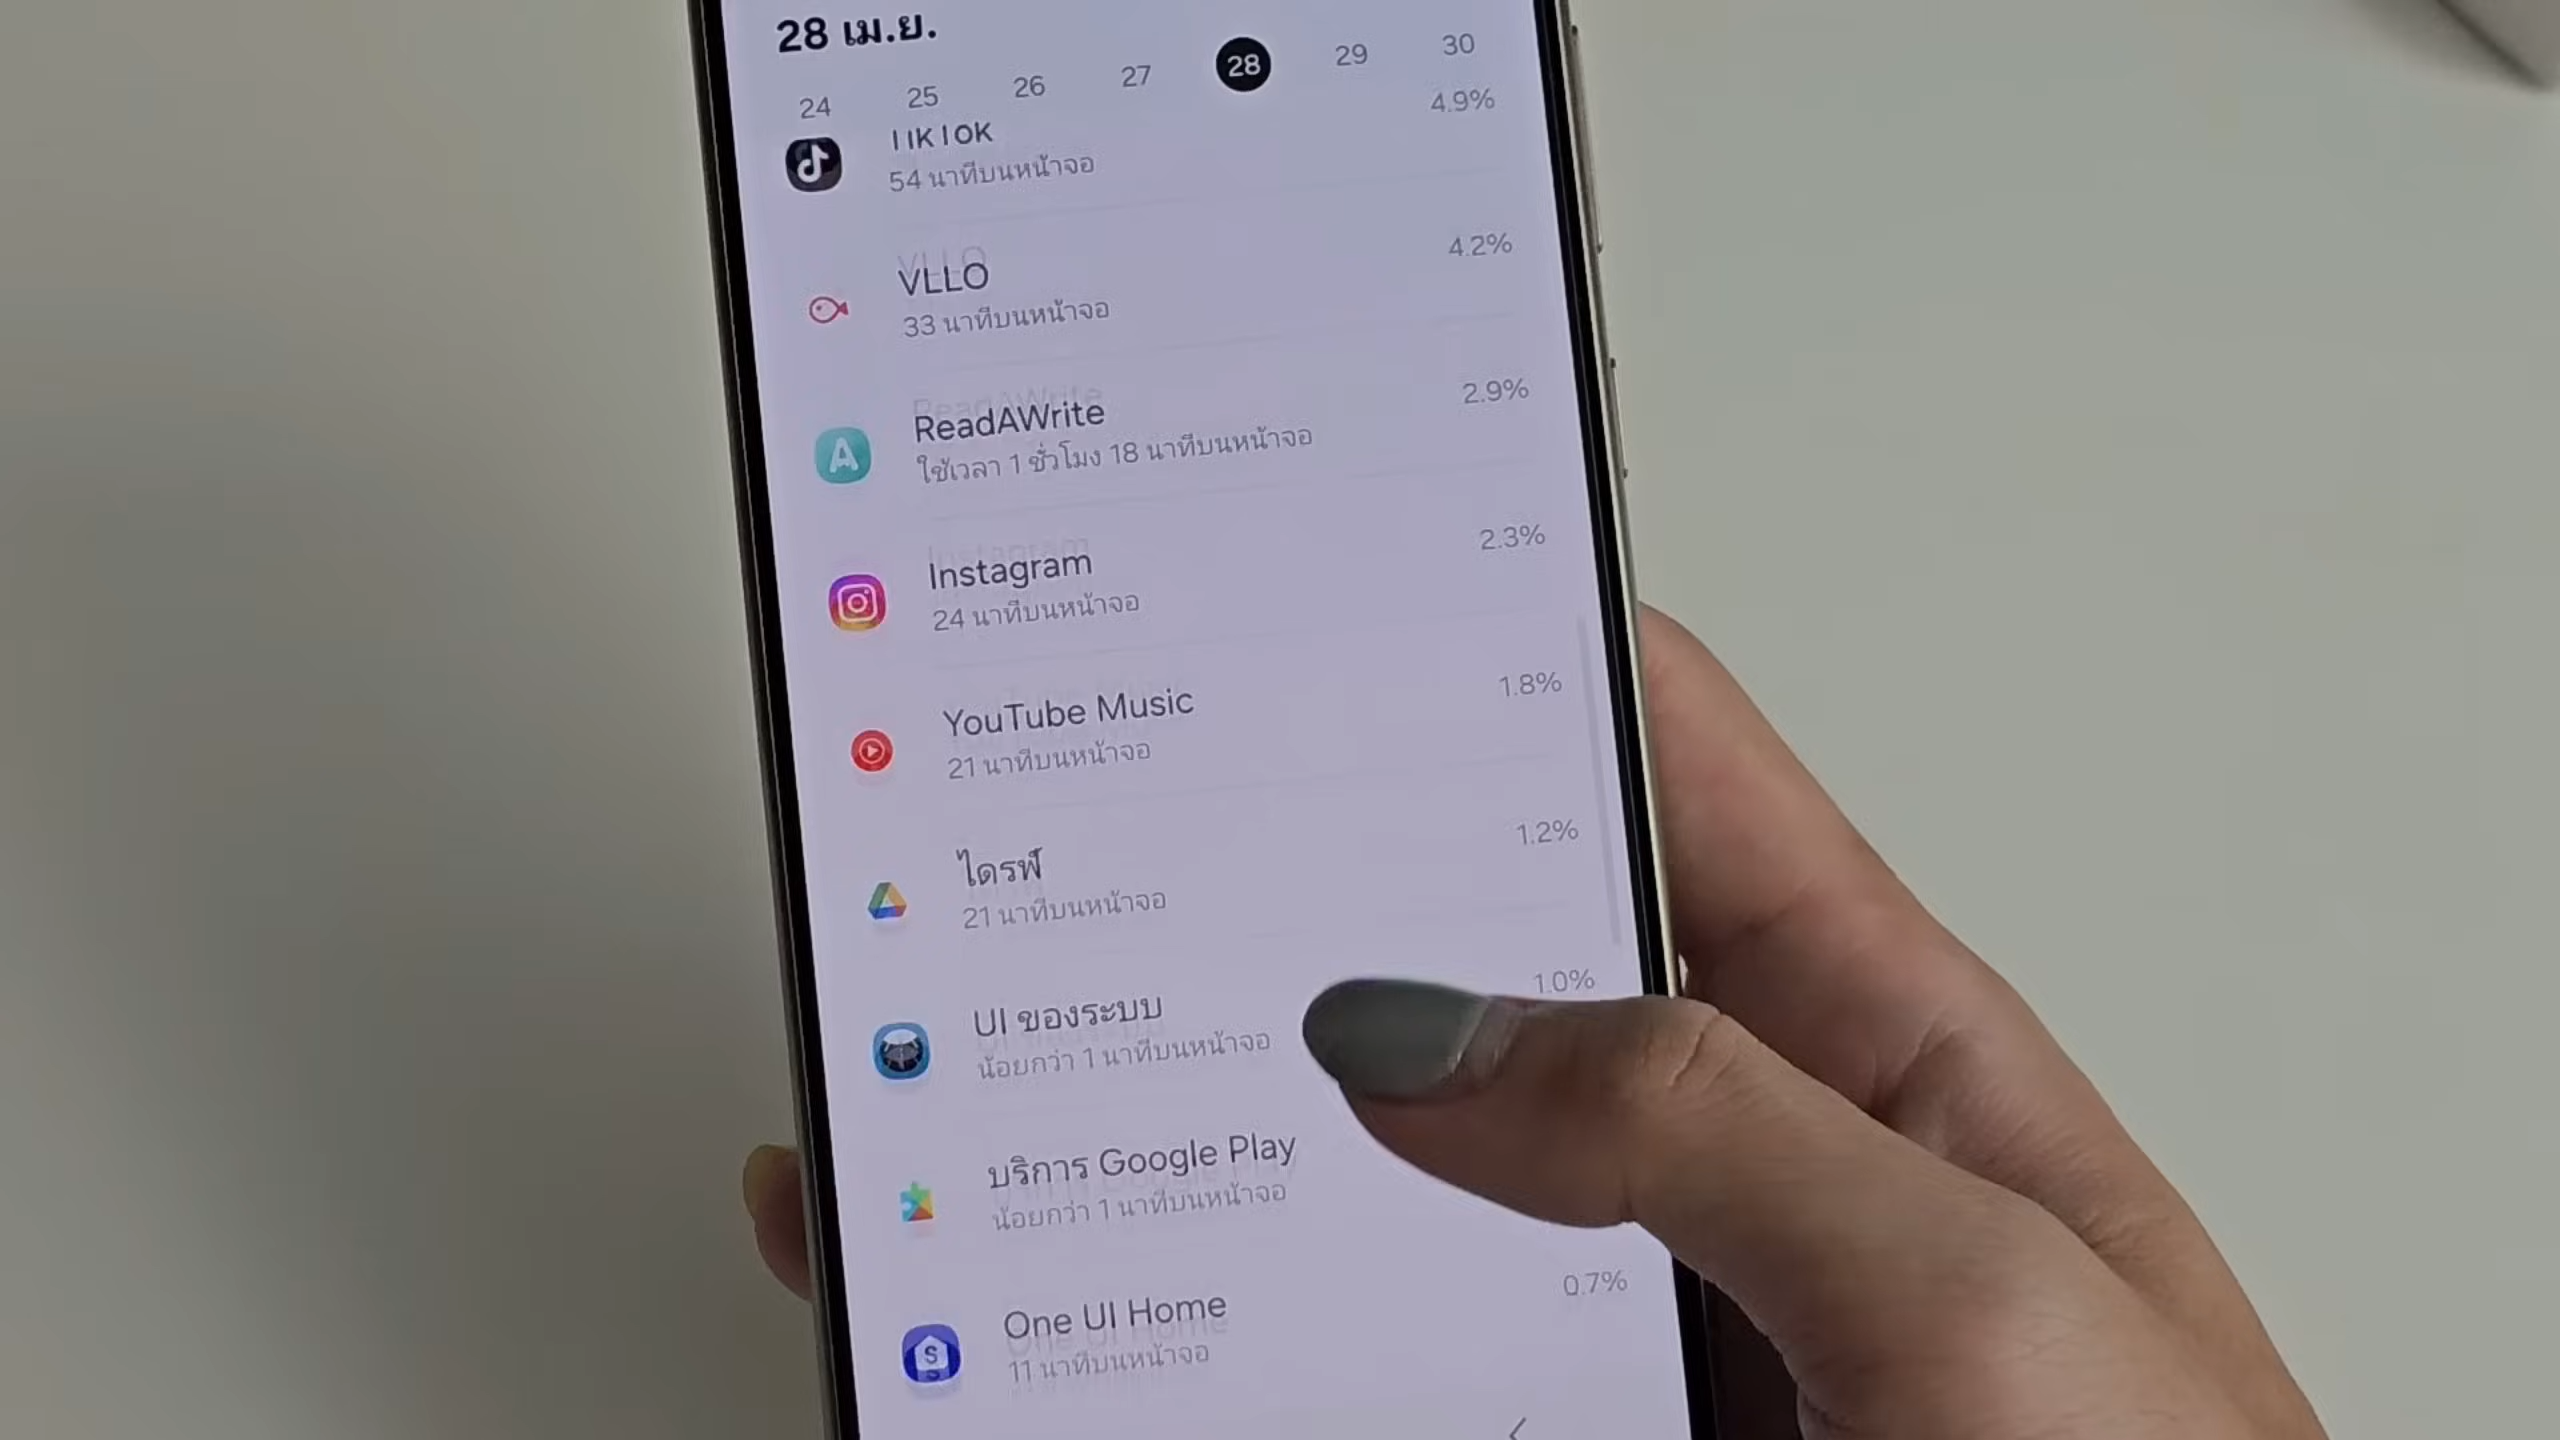 28 เม.ย.
24 25 26 27 28 29 30
TikTok 4.9%
54 นาทีบนหน้าจอ
VLLO 4.2%
33 นาทีบนหน้าจอ
ReadAWrite 2.9%
ใช้เวลา 1 ชั่วโมง 18 นาทีบนหน้าจอ
Instagram 2.3%
24 นาทีบนหน้าจอ
YouTube Music 1.8%
21 นาทีบนหน้าจอ
ไดรฟ์ 1.2%
21 นาทีบนหน้าจอ
UI ของระบบ 1.0%
น้อยกว่า 1 นาทีบนหน้าจอ
บริการ Google Play
น้อยกว่า 1 นาทีบนหน้าจอ
One UI Home 0.7%
11 นาทีบนหน้าจอ